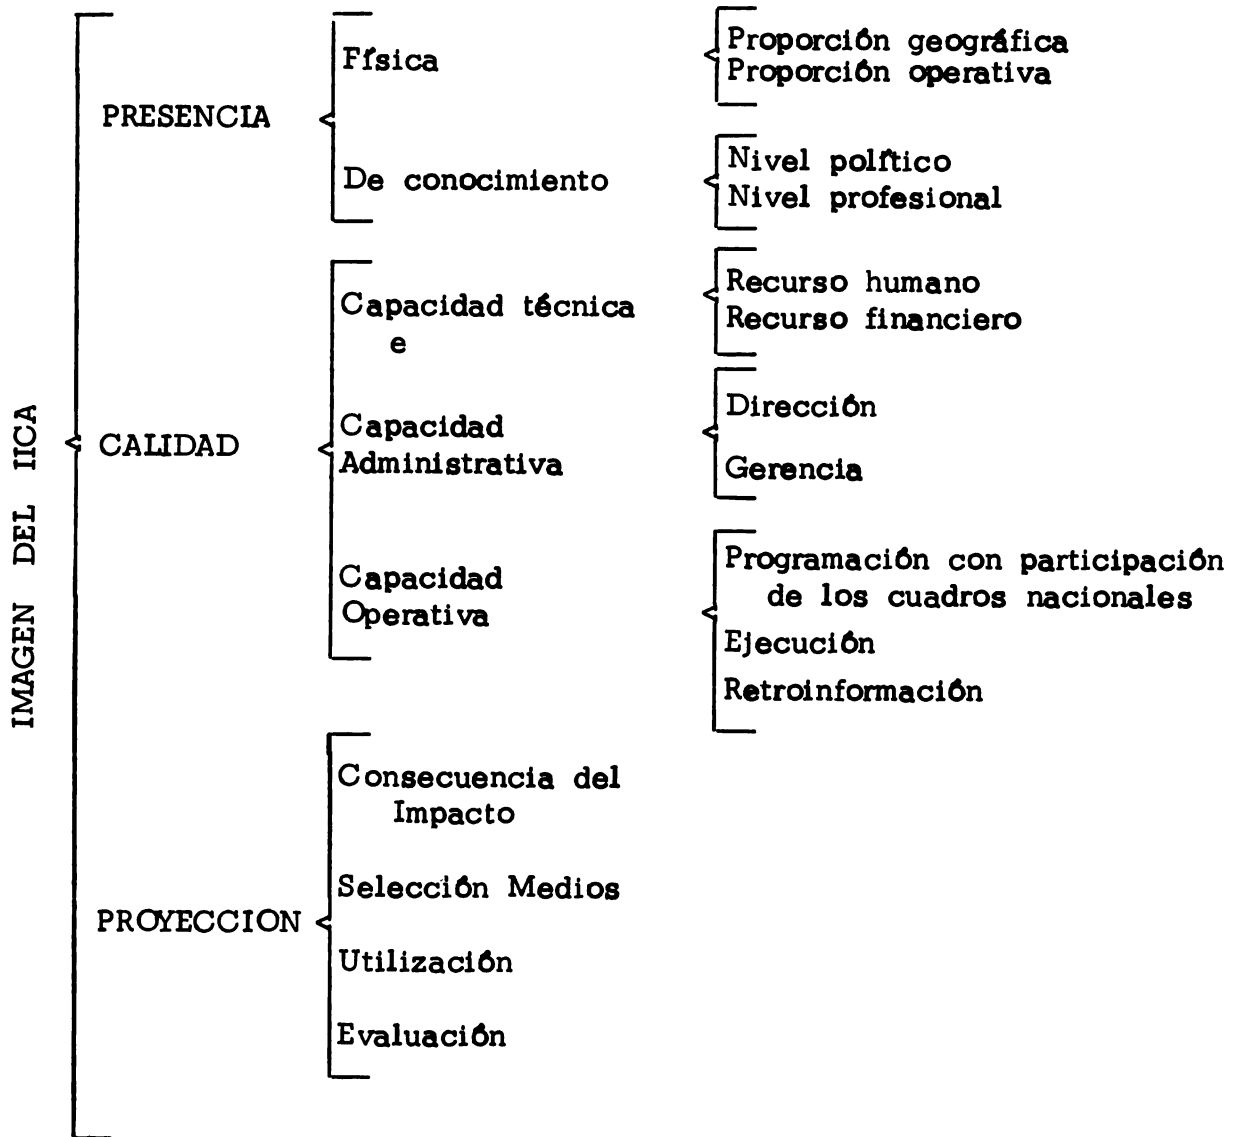 IMAGEN DEL IICA
PRESENCIA
Física
Proporción geográfica
Proporción operativa
De conocimiento
Nivel político
Nivel profesional
CALIDAD
Capacidad técnica
e
Recurso humano
Recurso financiero
Capacidad
Administrativa
Dirección
Gerencia
Capacidad
Operativa
Programación con participación
de los cuadros nacionales
Ejecución
Retroinformación
PROYECCION
Consecuencia del
Impacto
Selección Medios
Utilización
Evaluación